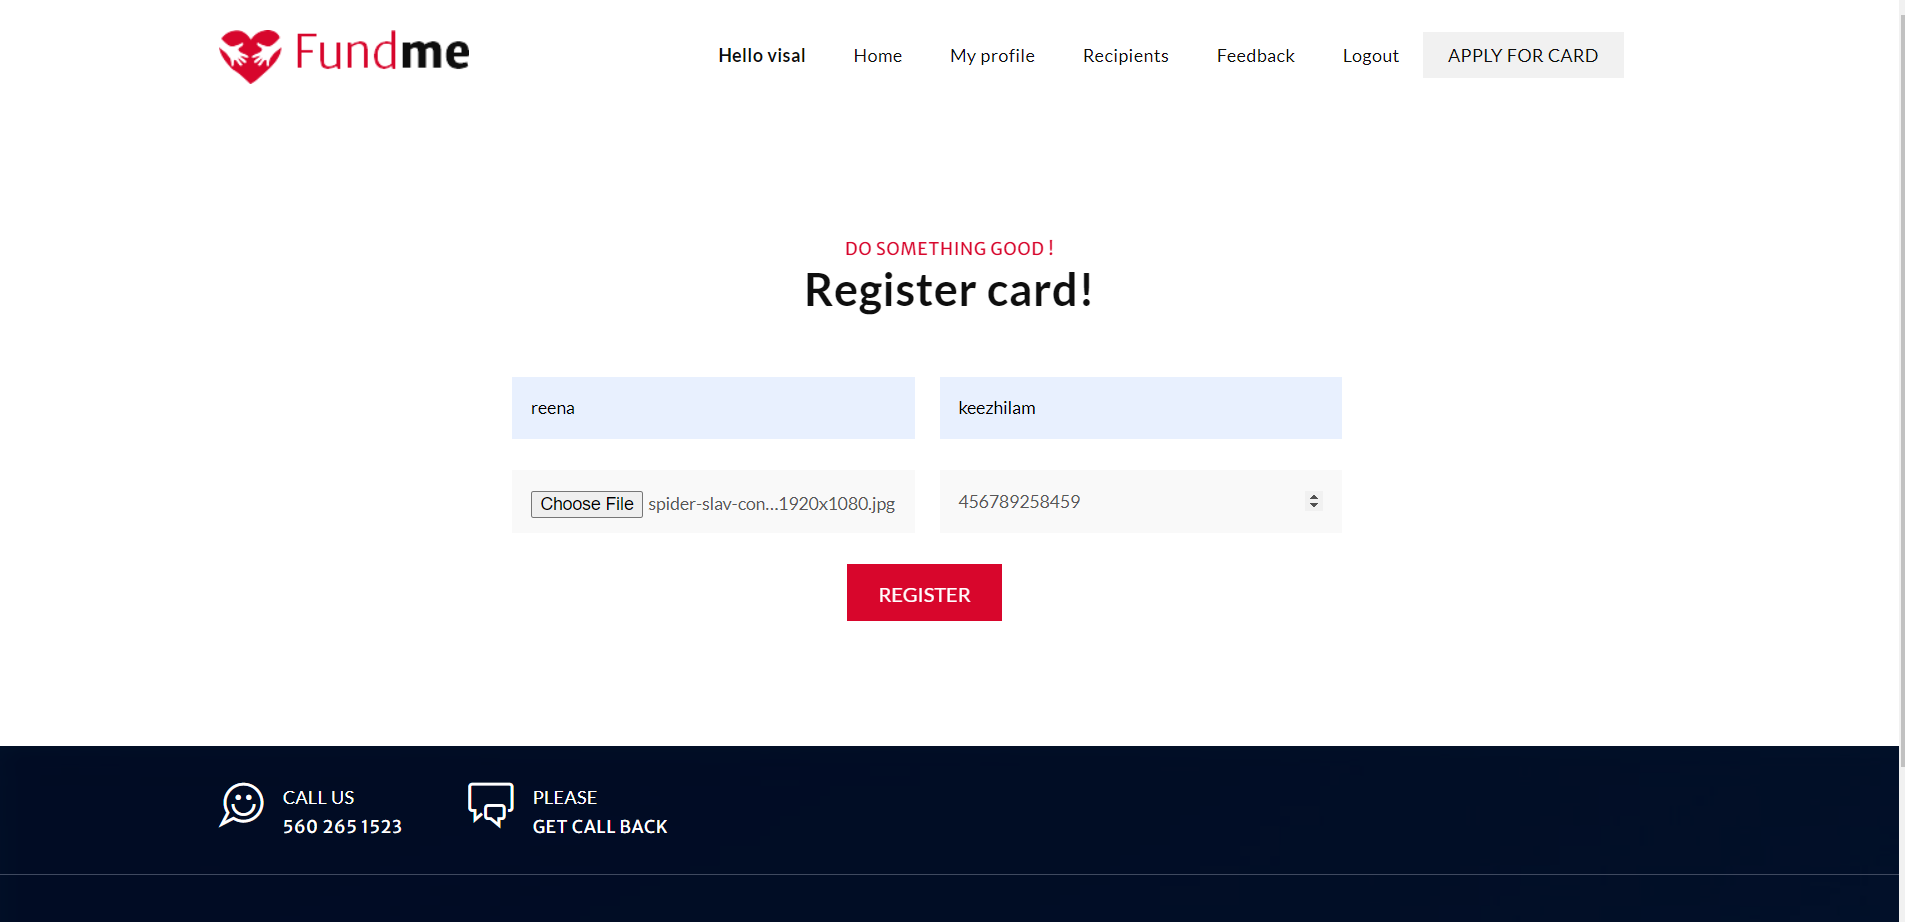 Fundme
Hello visal Home My profile Recipients Feedback Logout APPLY FOR CARD
DO SOMETHING GOOD !
Register card!
reena keezhilam
Choose File spider-slav-con...1920x1080.jpg 456789258459
REGISTER
CALL US PLEASE
560 265 1523 GET CALL BACK